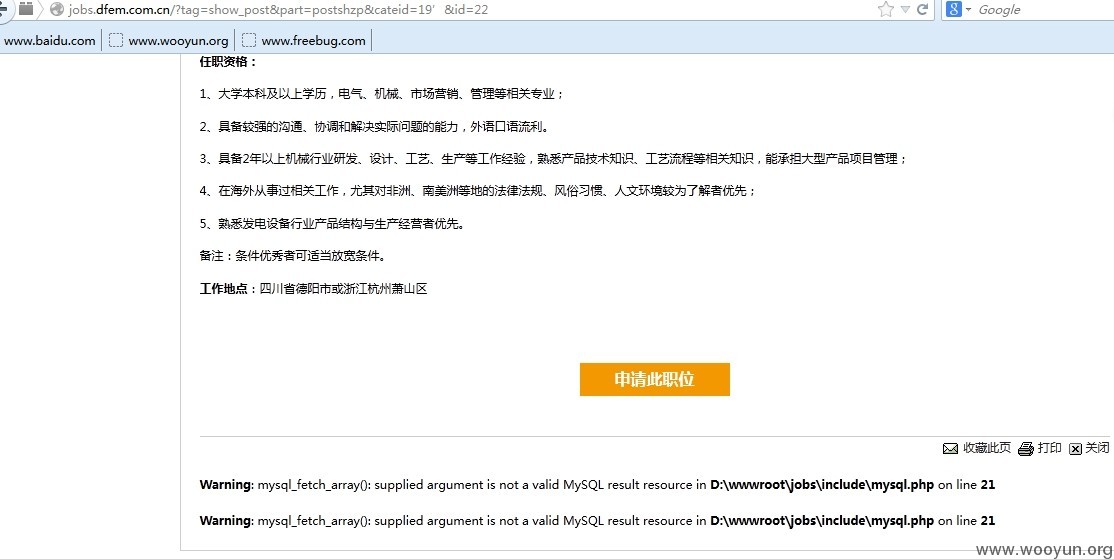 jobs.dfem.com.cn/?tag=show_post&part=postshzp&cateid=19' &id=22
Google
www.baidu.com www.wooyun.org www.freebug.com
任职资格：
1、大学本科及以上学历，电气、机械、市场营销、管理等相关专业；
2、具备较强的沟通、协调和解决实际问题的能力，外语口语流利。
3、具备2年以上机械行业研发、设计、工艺、生产等工作经验，熟悉产品技术知识、工艺流程等相关知识，能承担大型产品项目管理；
4、在海外从事过相关工作，尤其对非洲、南美洲等地的法律法规、风俗习惯、人文环境较为了解者优先；
5、熟悉发电设备行业产品结构与生产经营者优先。
备注：条件优秀者可适当放宽条件。
工作地点：四川省德阳市或浙江杭州萧山区
申请此职位
收藏此页 打印 关闭
Warning: mysql_fetch_array(): supplied argument is not a valid MySQL result resource in D:\wwwroot\jobs\include\mysql.php on line 21
Warning: mysql_fetch_array(): supplied argument is not a valid MySQL result resource in D:\wwwroot\jobs\include\mysql.php on line 21
www.wooyun.org